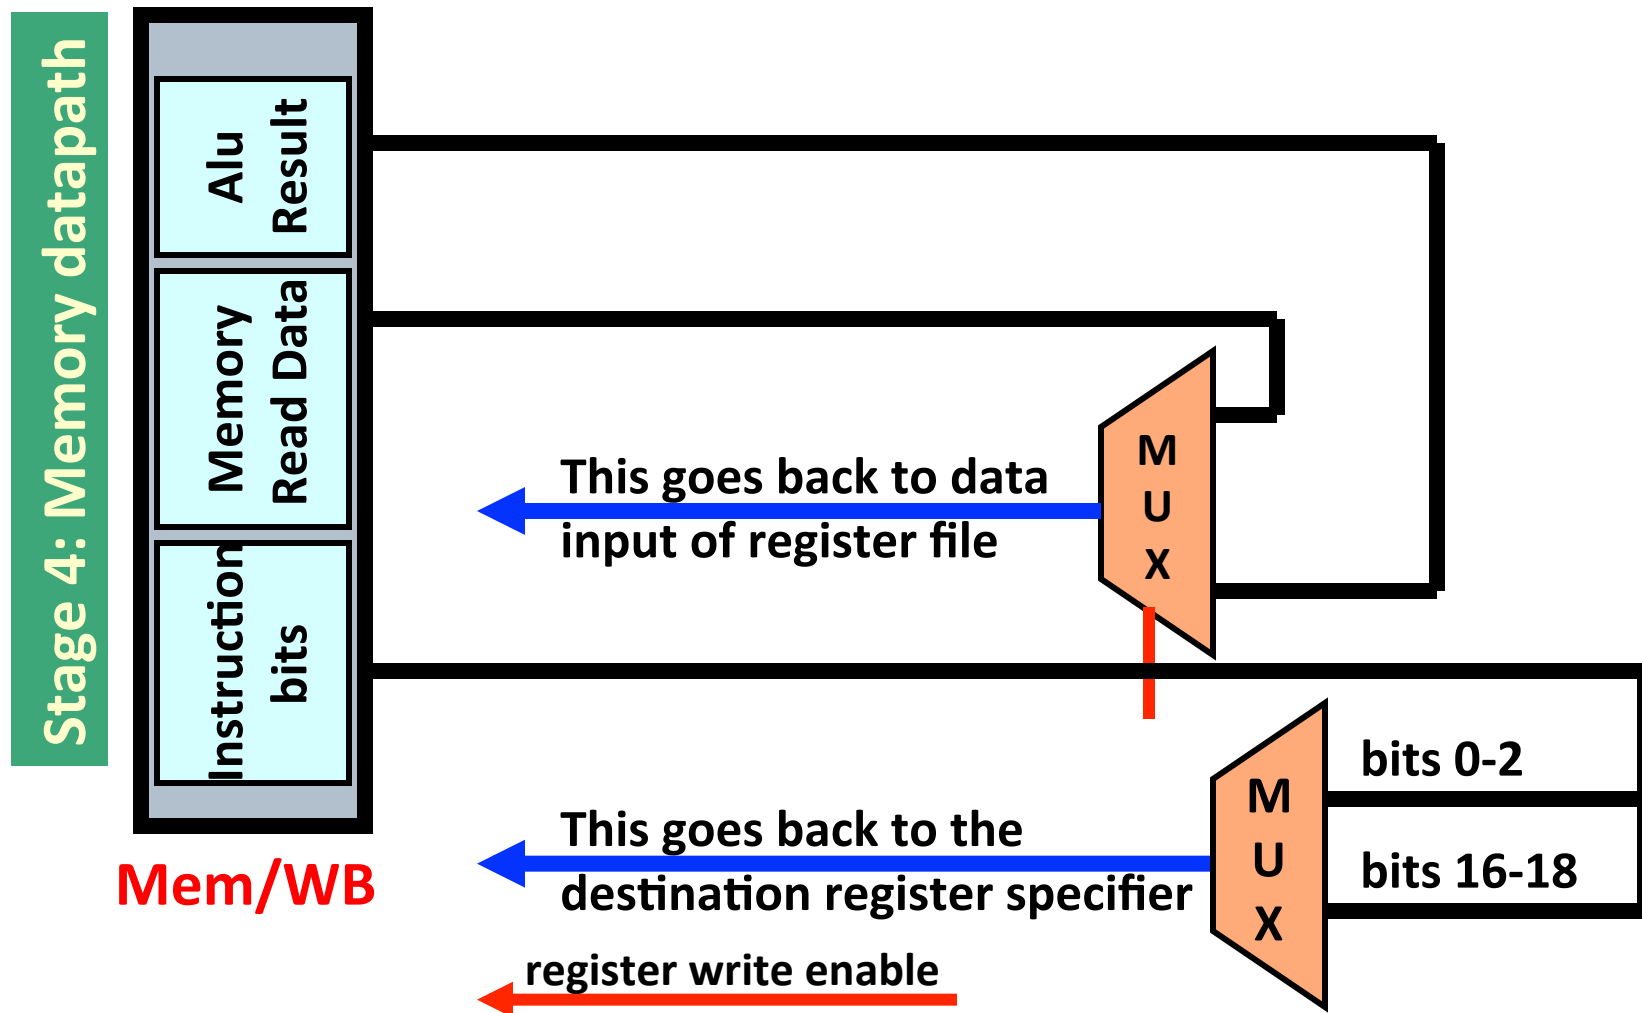 Stage 4: Memory datapath
Alu
Result
Memory
Read Data
Instruction
bits
Mem/WB
M
U
X
This goes back to data
input of register file
bits 0-2
bits 16-18
M
U
X
This goes back to the
destination register specifier
register write enable